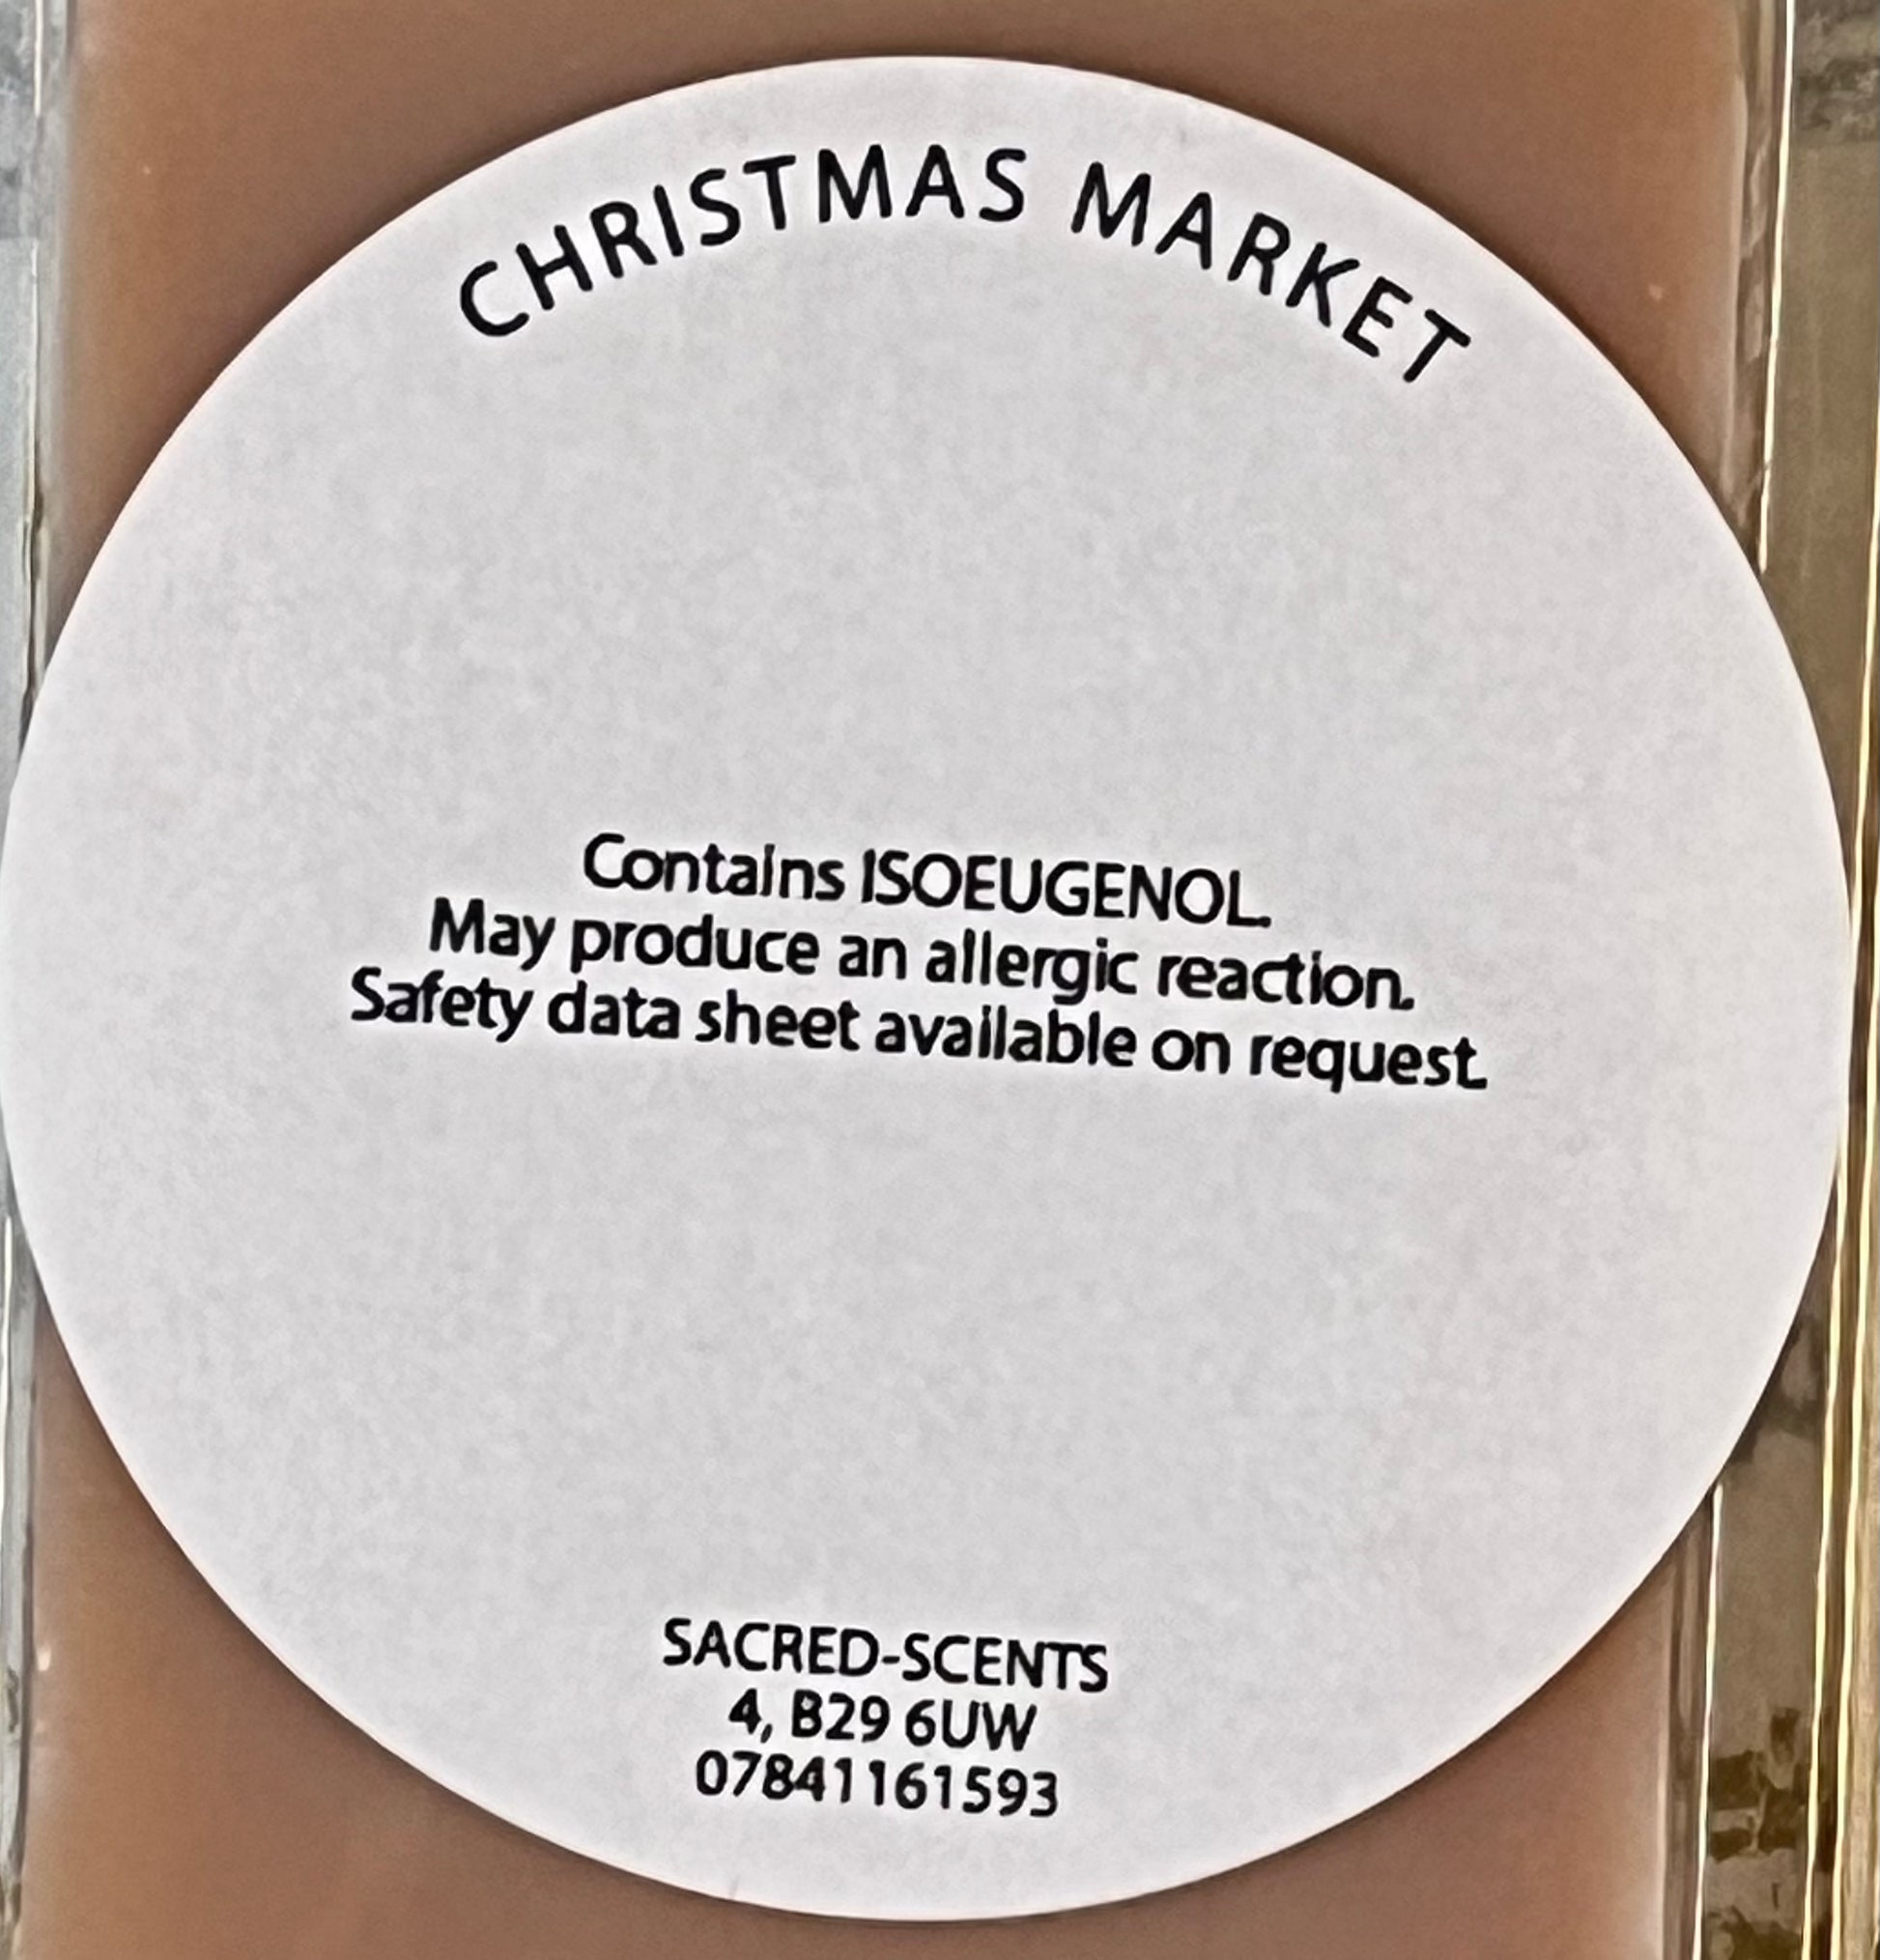 CHRISTMAS MARKET
Contains ISOEUGENOL.
May produce an allergic reaction.
Safety data sheet available on request.
SACRED-SCENTS
4, B29 6UW
07841161593